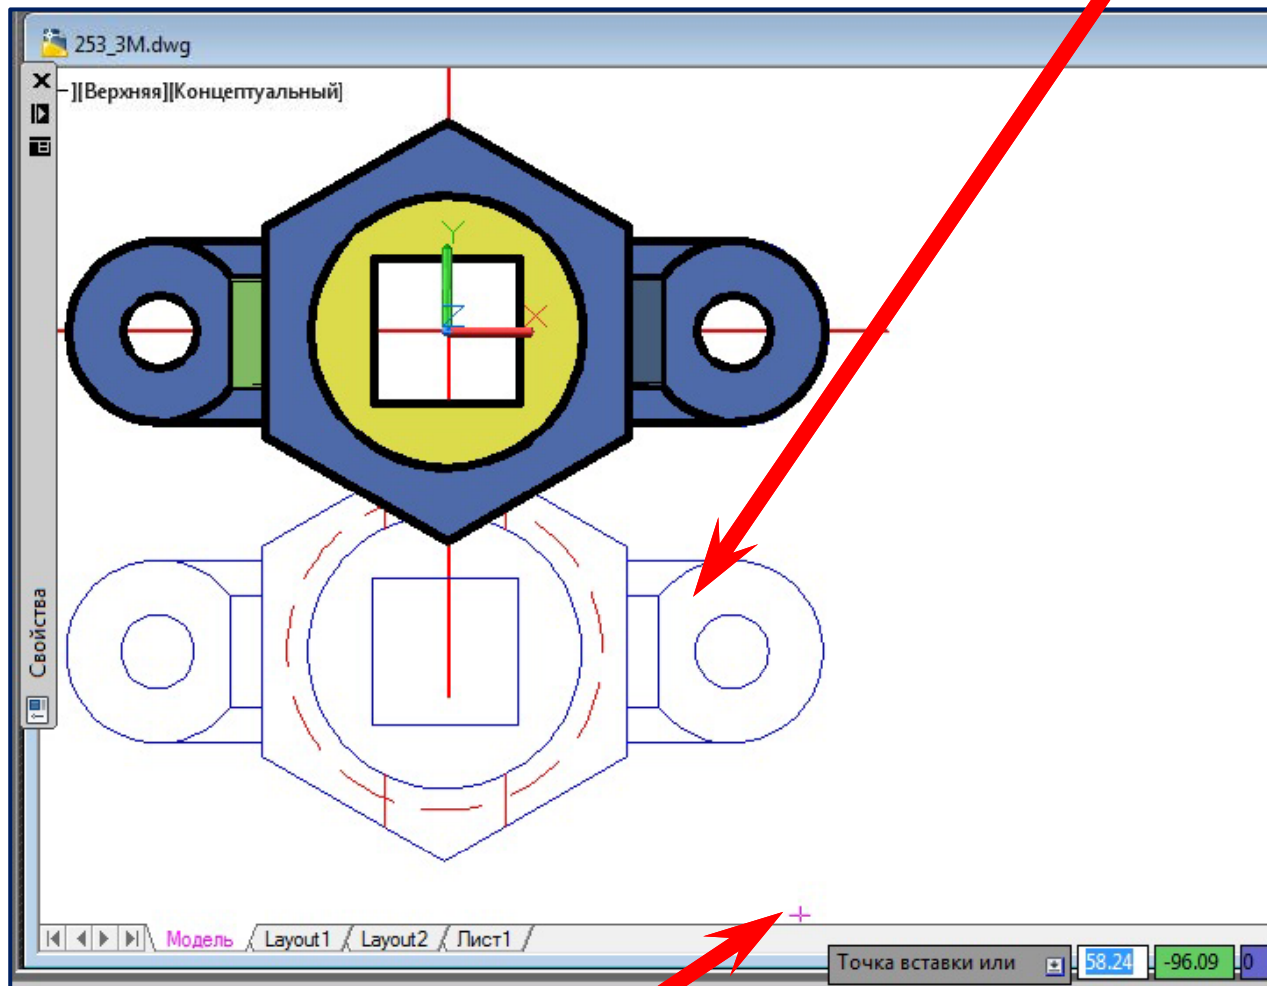 253_3M.dwg
–][Верхняя][Концептуальный]
Y
Z
X
Свойства
Модель Layout1 Layout2 Лист1
Точка вставки или 58.24 -96.09 0